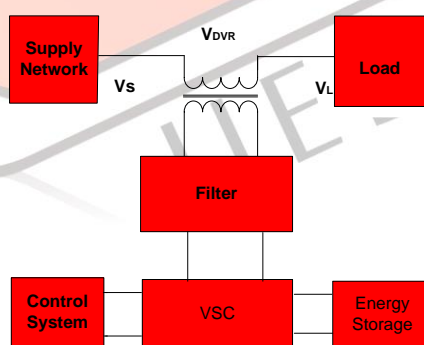 Supply
Network
VDVR
Load
Vs
VL
Filter
Control
System
VSC
Energy
Storage